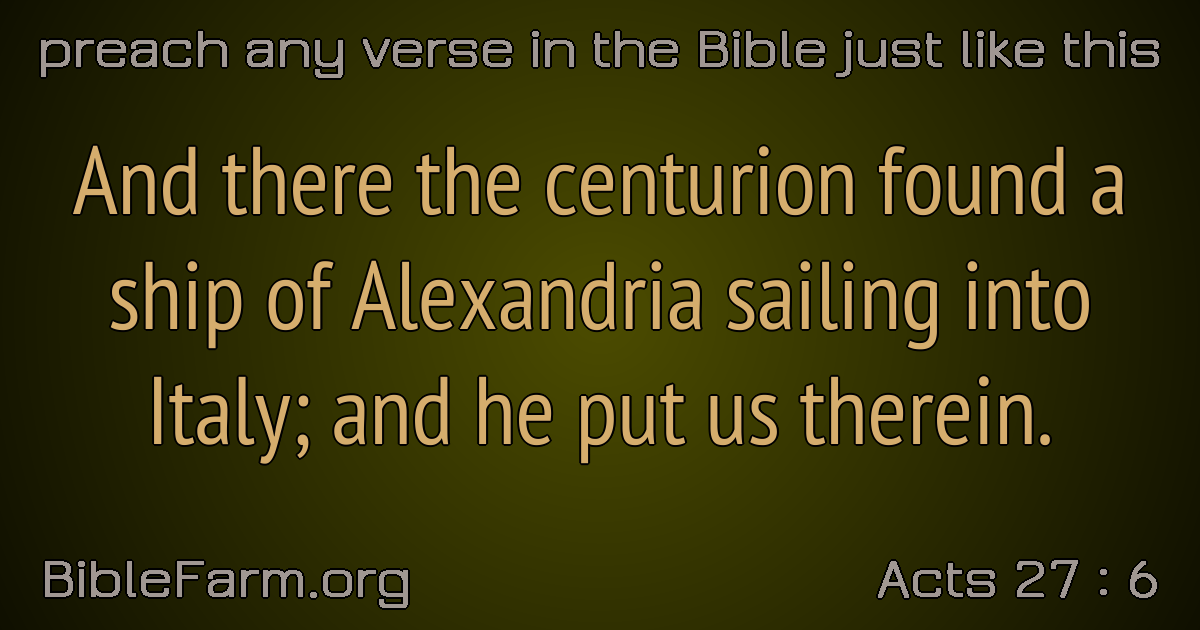 preach any verse in the Bible just like this
And there the centurion found a
ship of Alexandria sailing into
Italy; and he put us therein.
BibleFarm.org
Acts 27 : 6